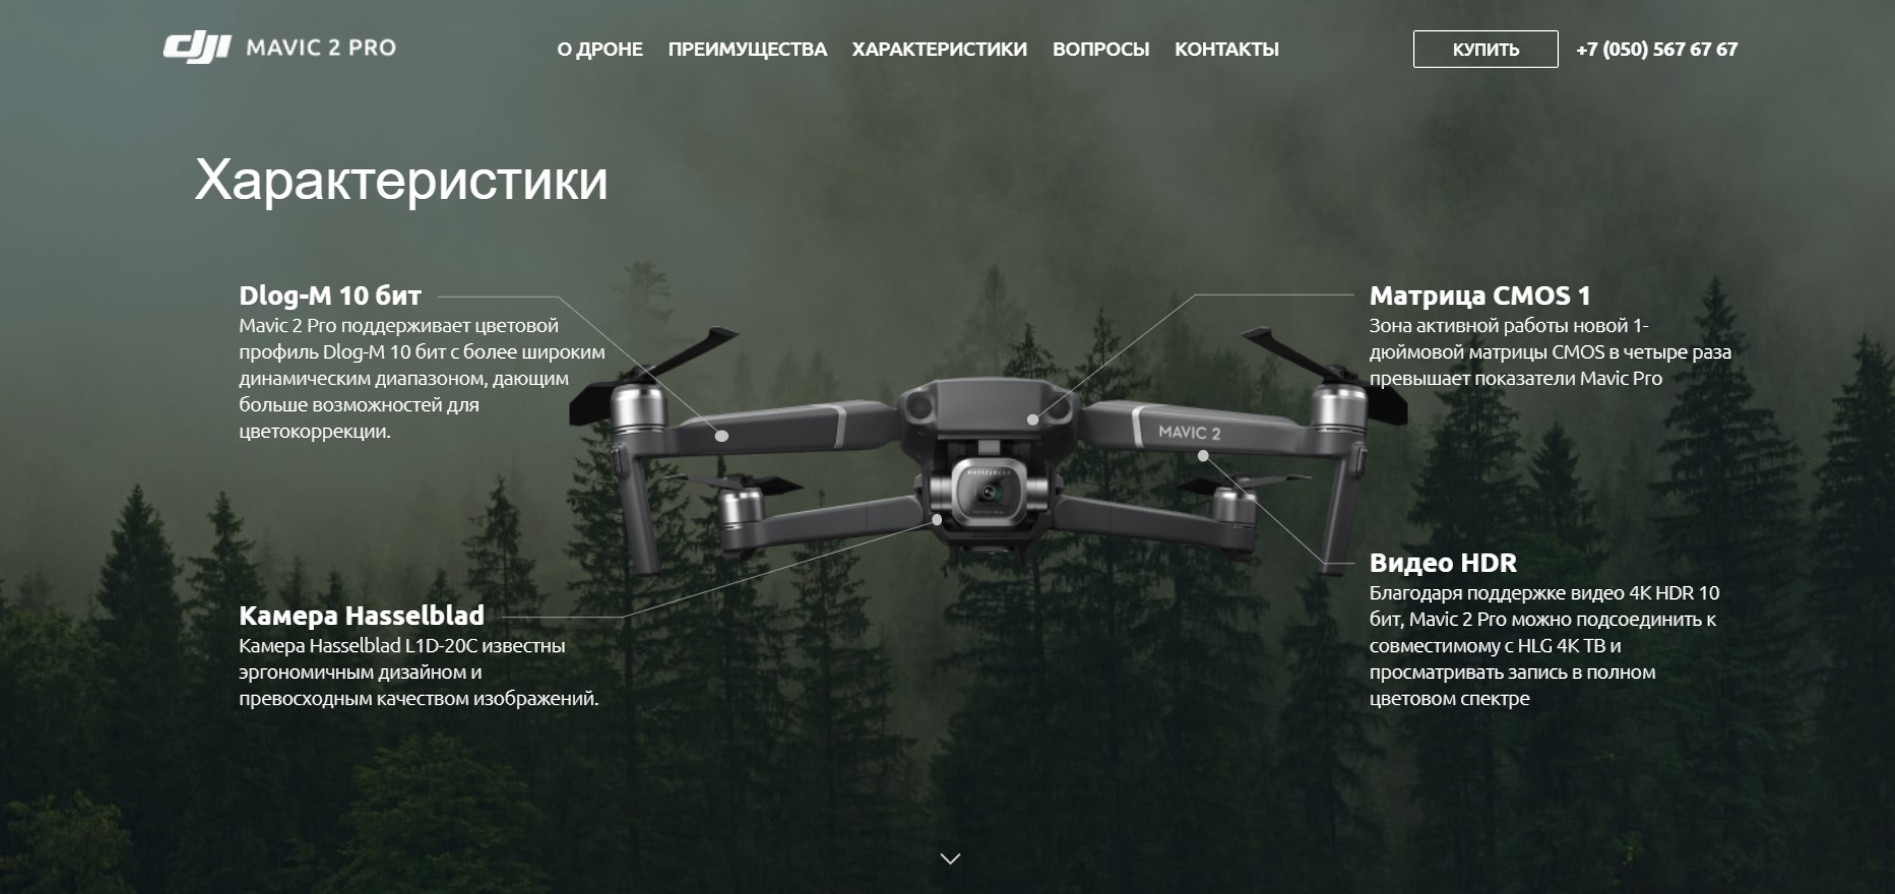 dji MAVIC 2 PRO
О ДРОНЕ ПРЕИМУЩЕСТВА ХАРАКТЕРИСТИКИ ВОПРОСЫ КОНТАКТЫ
КУПИТЬ +7 (050) 567 67 67
Характеристики
Dlog-M 10 бит
Mavic 2 Pro поддерживает цветовой
профиль Dlog-M 10 бит с более широким
динамическим диапазоном, дающим
больше возможностей для
цветокоррекции.
Матрица CMOS 1
Зона активной работы новой 1-
дюймовой матрицы CMOS в четыре раза
превышает показатели Mavic Pro
MAVIC 2
HASSELBLAD
Камера Hasselblad
Камера Hasselblad L1D-20C известны
эргономичным дизайном и
превосходным качеством изображений.
Видео HDR
Благодаря поддержке видео 4K HDR 10
бит, Mavic 2 Pro можно подсоединить к
совместимому с HLG 4K ТВ и
просматривать запись в полном
цветовом спектре